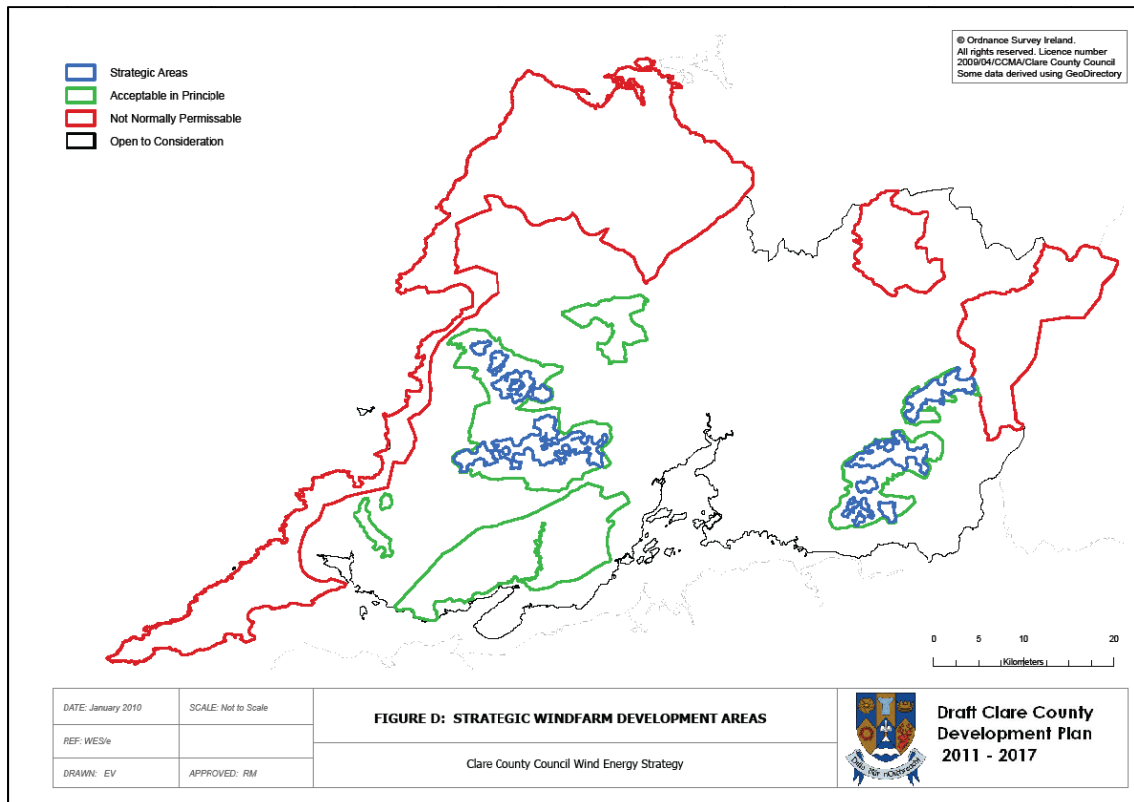 © Ordnance Survey Ireland.
All rights reserved. Licence number
2009/04/CCMA/Clare County Council
Some data derived using GeoDirectory
Strategic Areas
Acceptable in Principle
Not Normally Permissable
Open to Consideration
0 5 10 20
Kilometers
DATE: January 2010
SCALE: Not to Scale
REF: WES/e
DRAWN: EV
APPROVED: RM
FIGURE D: STRATEGIC WINDFARM DEVELOPMENT AREAS
Clare County Council Wind Energy Strategy
Draft Clare County
Development Plan
2011 - 2017